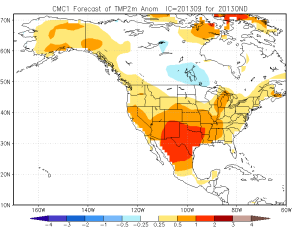 CMC1 Forecast of TMP2m Anom IC=201309 for 2013OND
70N
60N
50N
40N
30N
20N
10N
160W 140W 120W 100W 80W 60W
-4 -3 -2 -1 -0.5 -0.25 0.25 0.5 1 2 3 4